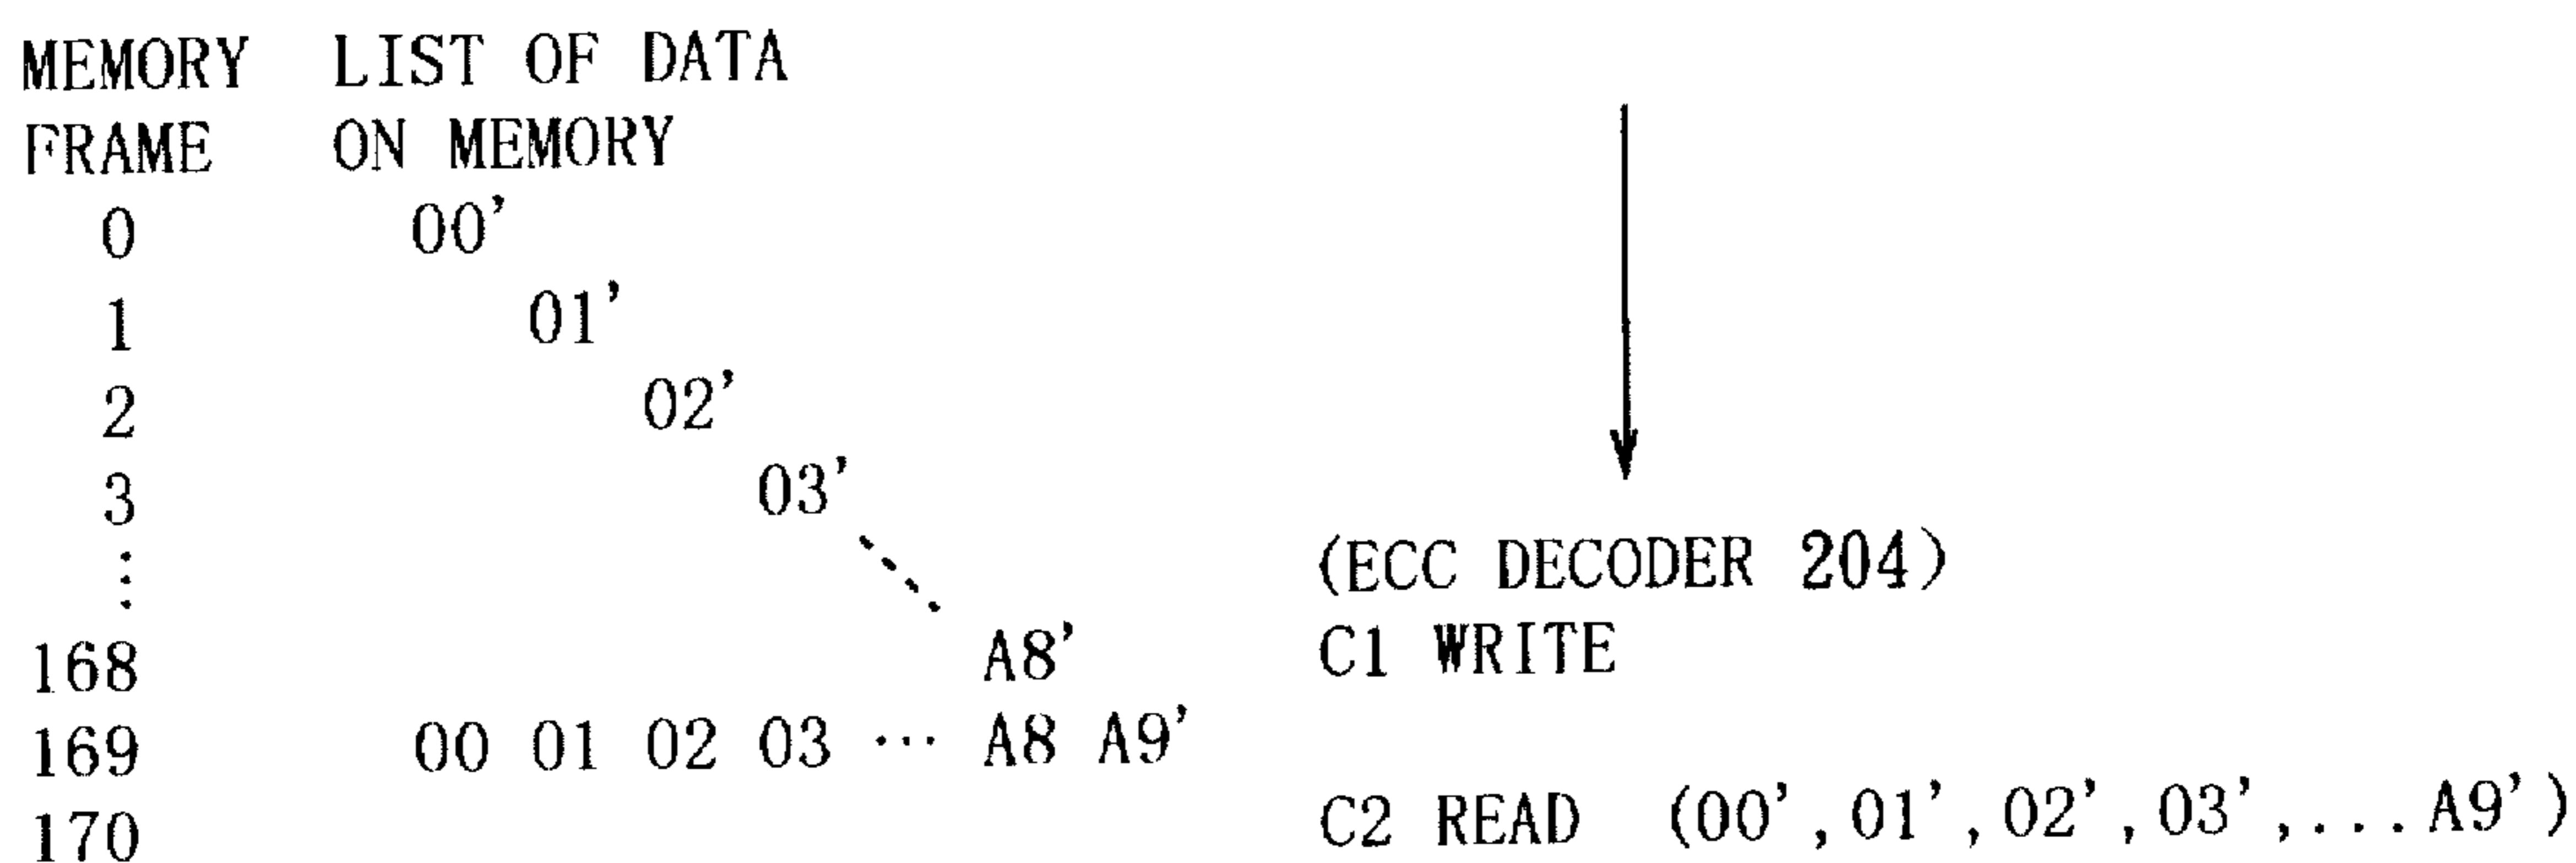 MEMORY LIST OF DATA
FRAME ON MEMORY
0 00'
1 01'
2 02'
3 03'
⋮ (ECC DECODER 204)
168 A8' C1 WRITE
169 00 01 02 03 ··· A8 A9'
170 C2 READ (00',01',02',03',...A9')